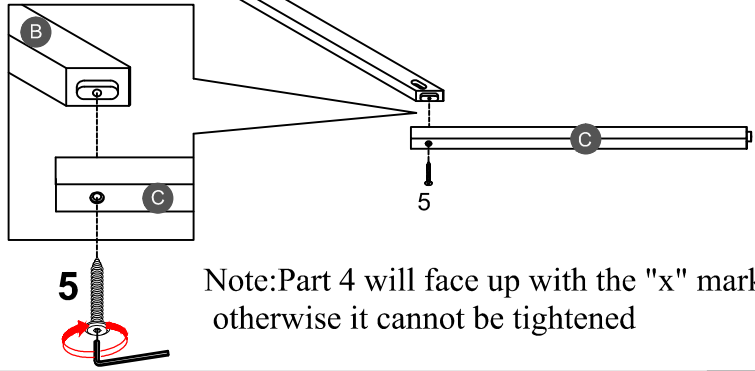 B
C
C
5
5
Note:Part 4 will face up with the "x" mark
otherwise it cannot be tightened